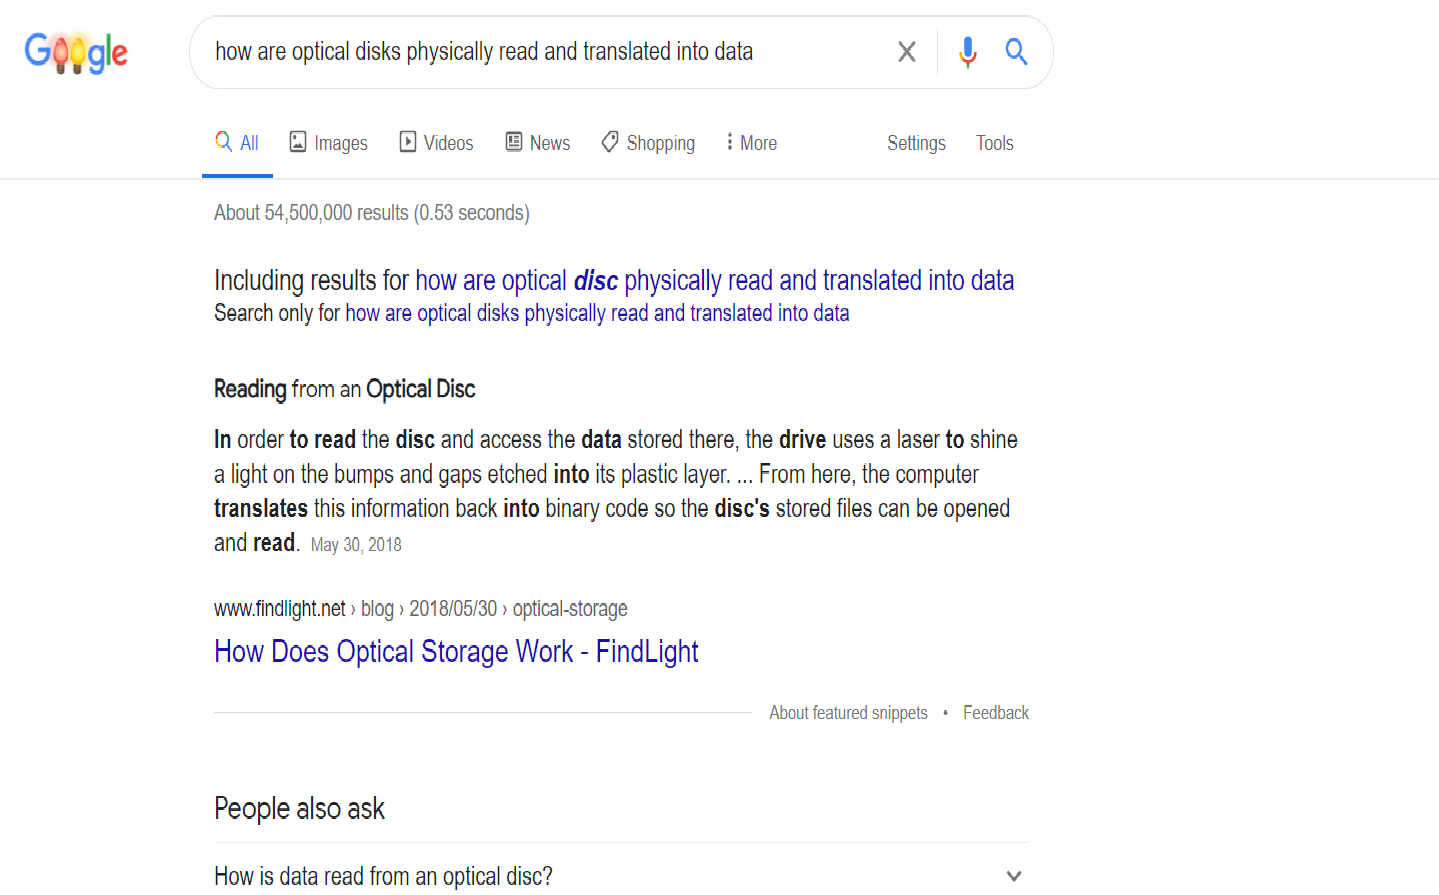 Google
how are optical disks physically read and translated into data
All Images Videos News Shopping More Settings Tools
About 54,500,000 results (0.53 seconds)
Including results for how are optical disc physically read and translated into data
Search only for how are optical disks physically read and translated into data
Reading from an Optical Disc
In order to read the disc and access the data stored there, the drive uses a laser to shine
a light on the bumps and gaps etched into its plastic layer. ... From here, the computer
translates this information back into binary code so the disc's stored files can be opened
and read. May 30, 2018
www.findlight.net › blog › 2018/05/30 › optical-storage
How Does Optical Storage Work - FindLight
About featured snippets • Feedback
People also ask
How is data read from an optical disc?